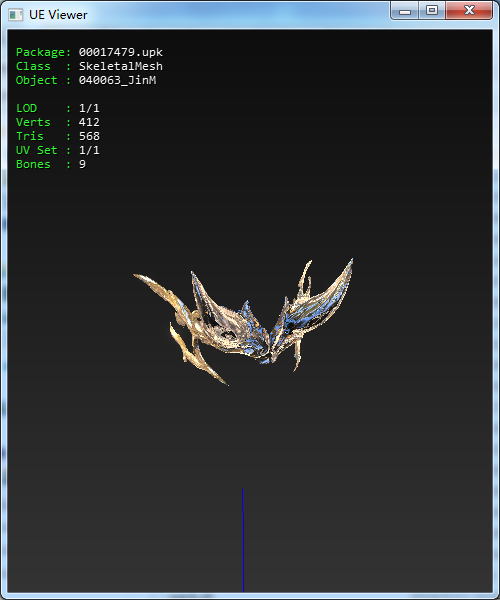 UE Viewer
Package: 00017479.upk
Class  : SkeletalMesh
Object : 040063_JinM
LOD    : 1/1
Verts  : 412
Tris   : 568
UV Set : 1/1
Bones  : 9